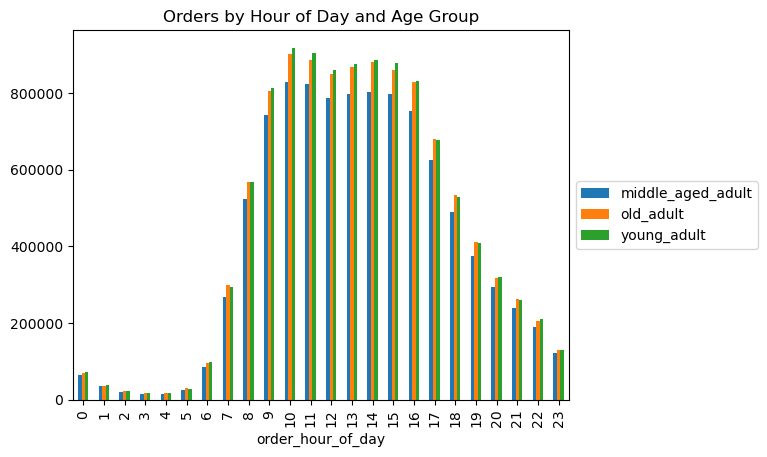 Orders by Hour of Day and Age Group
800000
600000
400000
200000
0
0 1 2 3 4 5 6 7 8 9 10 11 12 13 14 15 16 17 18 19 20 21 22 23
order_hour_of_day
middle_aged_adult
old_adult
young_adult